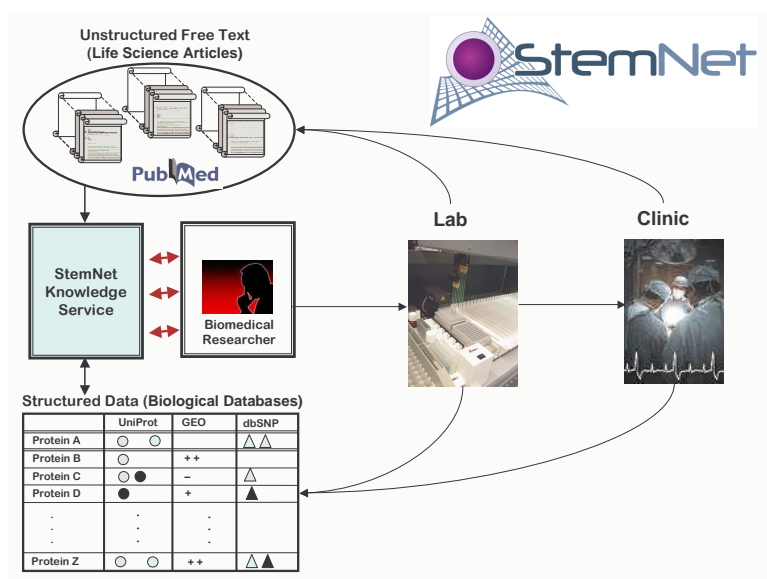 Unstructured Free Text
(Life Science Articles)
StemNet
PubMed
Lab
Clinic
StemNet
Knowledge
Service
Biomedical
Researcher
Structured Data (Biological Databases)
UniProt GEO dbSNP
Protein A
Protein B ++
Protein C –
Protein D +
. . .
. . .
. . .
Protein Z ++